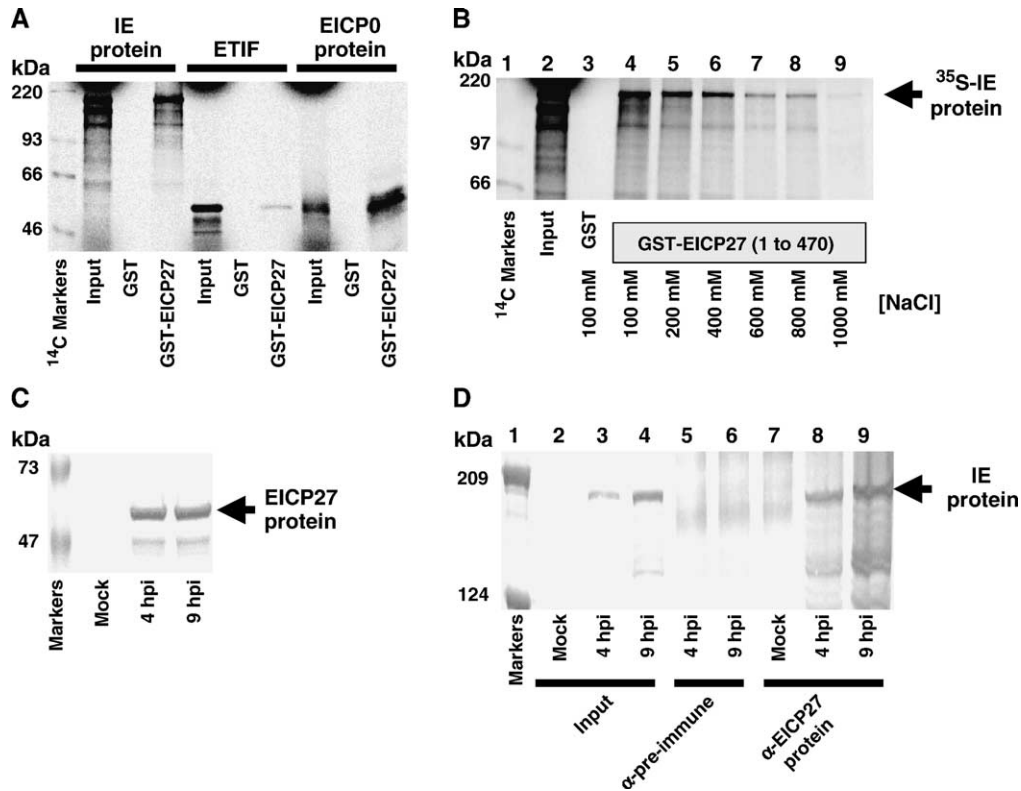 A
IE protein
ETIF
EICP0 protein
kDa
220
93
66
46
14C Markers
Input
GST
GST-EICP27
Input
GST
GST-EICP27
Input
GST
GST-EICP27
B
kDa
1 2 3 4 5 6 7 8 9
220
97
66
35S-IE protein
14C Markers
Input
GST
GST-EICP27 (1 to 470)
100 mM
100 mM
200 mM
400 mM
600 mM
800 mM
1000 mM
[NaCl]
C
kDa
73
47
EICP27 protein
Markers
Mock
4 hpi
9 hpi
D
kDa
1 2 3 4 5 6 7 8 9
209
124
IE protein
Markers
Mock
4 hpi
9 hpi
4 hpi
9 hpi
Mock
4 hpi
9 hpi
Input
α-pre-immune
α-EICP27 protein